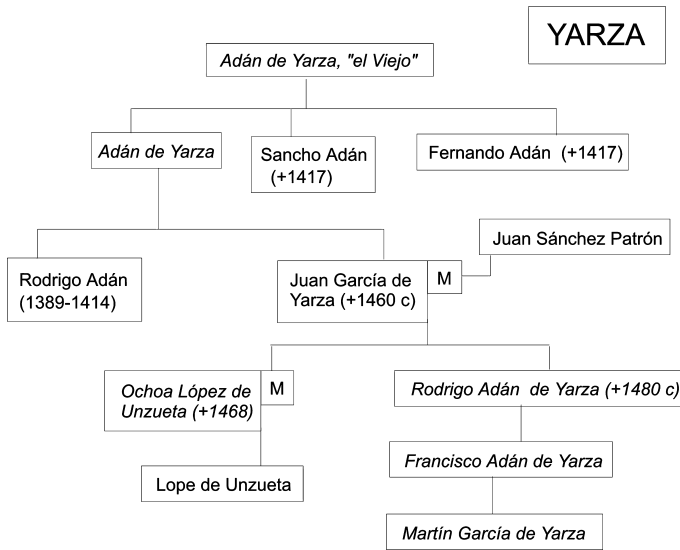 YARZA
Adán de Yarza, "el Viejo"
Adán de Yarza
Sancho Adán
(+1417)
Fernando Adán (+1417)
Juan Sánchez Patrón
Rodrigo Adán
(1389-1414)
Juan García de
Yarza (+1460 c)
M
Ochoa López de
Unzueta (+1468)
M
Rodrigo Adán de Yarza (+1480 c)
Francisco Adán de Yarza
Lope de Unzueta
Martín García de Yarza